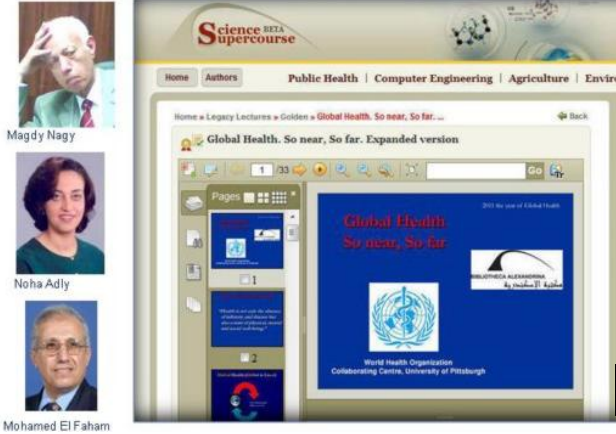 Magdy Nagy
Noha Adly
Mohamed El Faham
Science BETA
Supercourse
Home Authors Public Health | Computer Engineering | Agriculture |
Home » Legacy Lectures » Golden » Global Health. So near, So far. ... Back
Global Health. So near, So far. Expanded version
1 /33 Go
Pages
1
2
2011 the year of Global Health
Global Health
So near, So far
BIBLIOTHECA ALEXANDRINA
مكتبة الإسكندرية
World Health Organization
Collaborating Centre, University of Pittsburgh